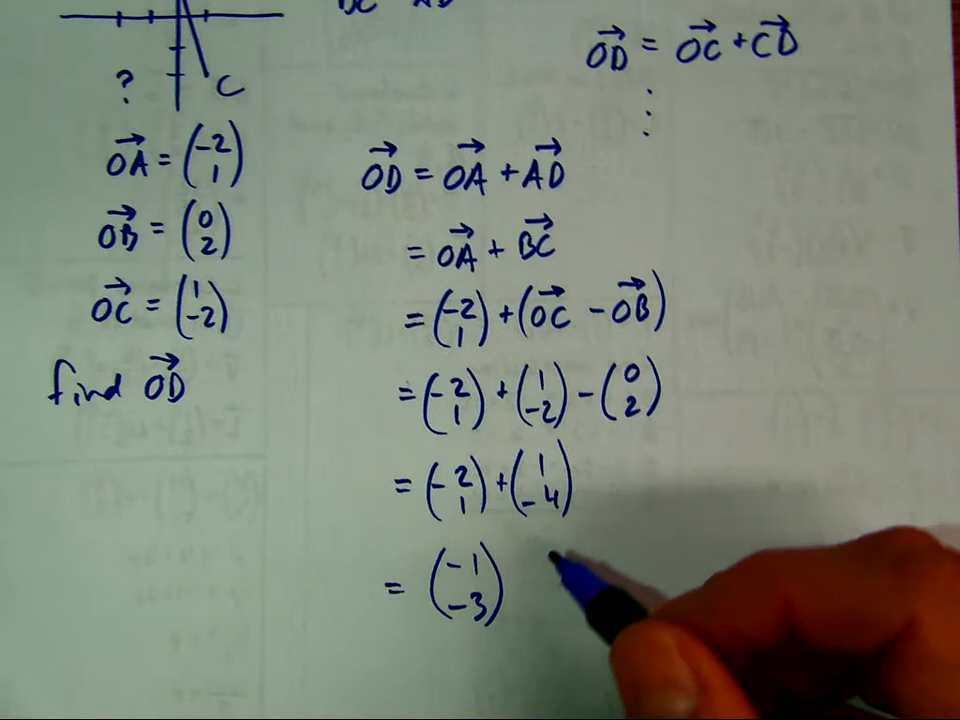 C
?
OA = (-2 1)
OB = (0 2)
OC = (1 -2)
find OD
OD = OC + CD
⋮
OD = OA + AD
= OA + BC
= (-2 1) + (OC - OB)
= (-2 1) + (1 -2) - (0 2)
= (-2 1) + (1 -4)
= (-1 -3)